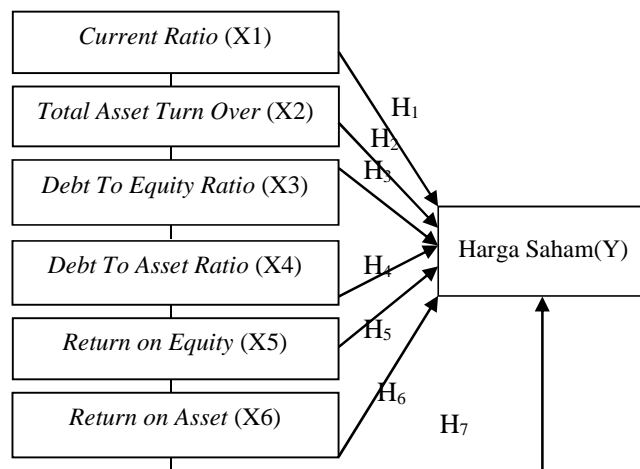 Current Ratio (X1)
H₁
Total Asset Turn Over (X2)
H₂
Debt To Equity Ratio (X3)
H₃
Harga Saham(Y)
Debt To Asset Ratio (X4)
H₄
Return on Equity (X5)
H₅
Return on Asset (X6)
H₆
H₇